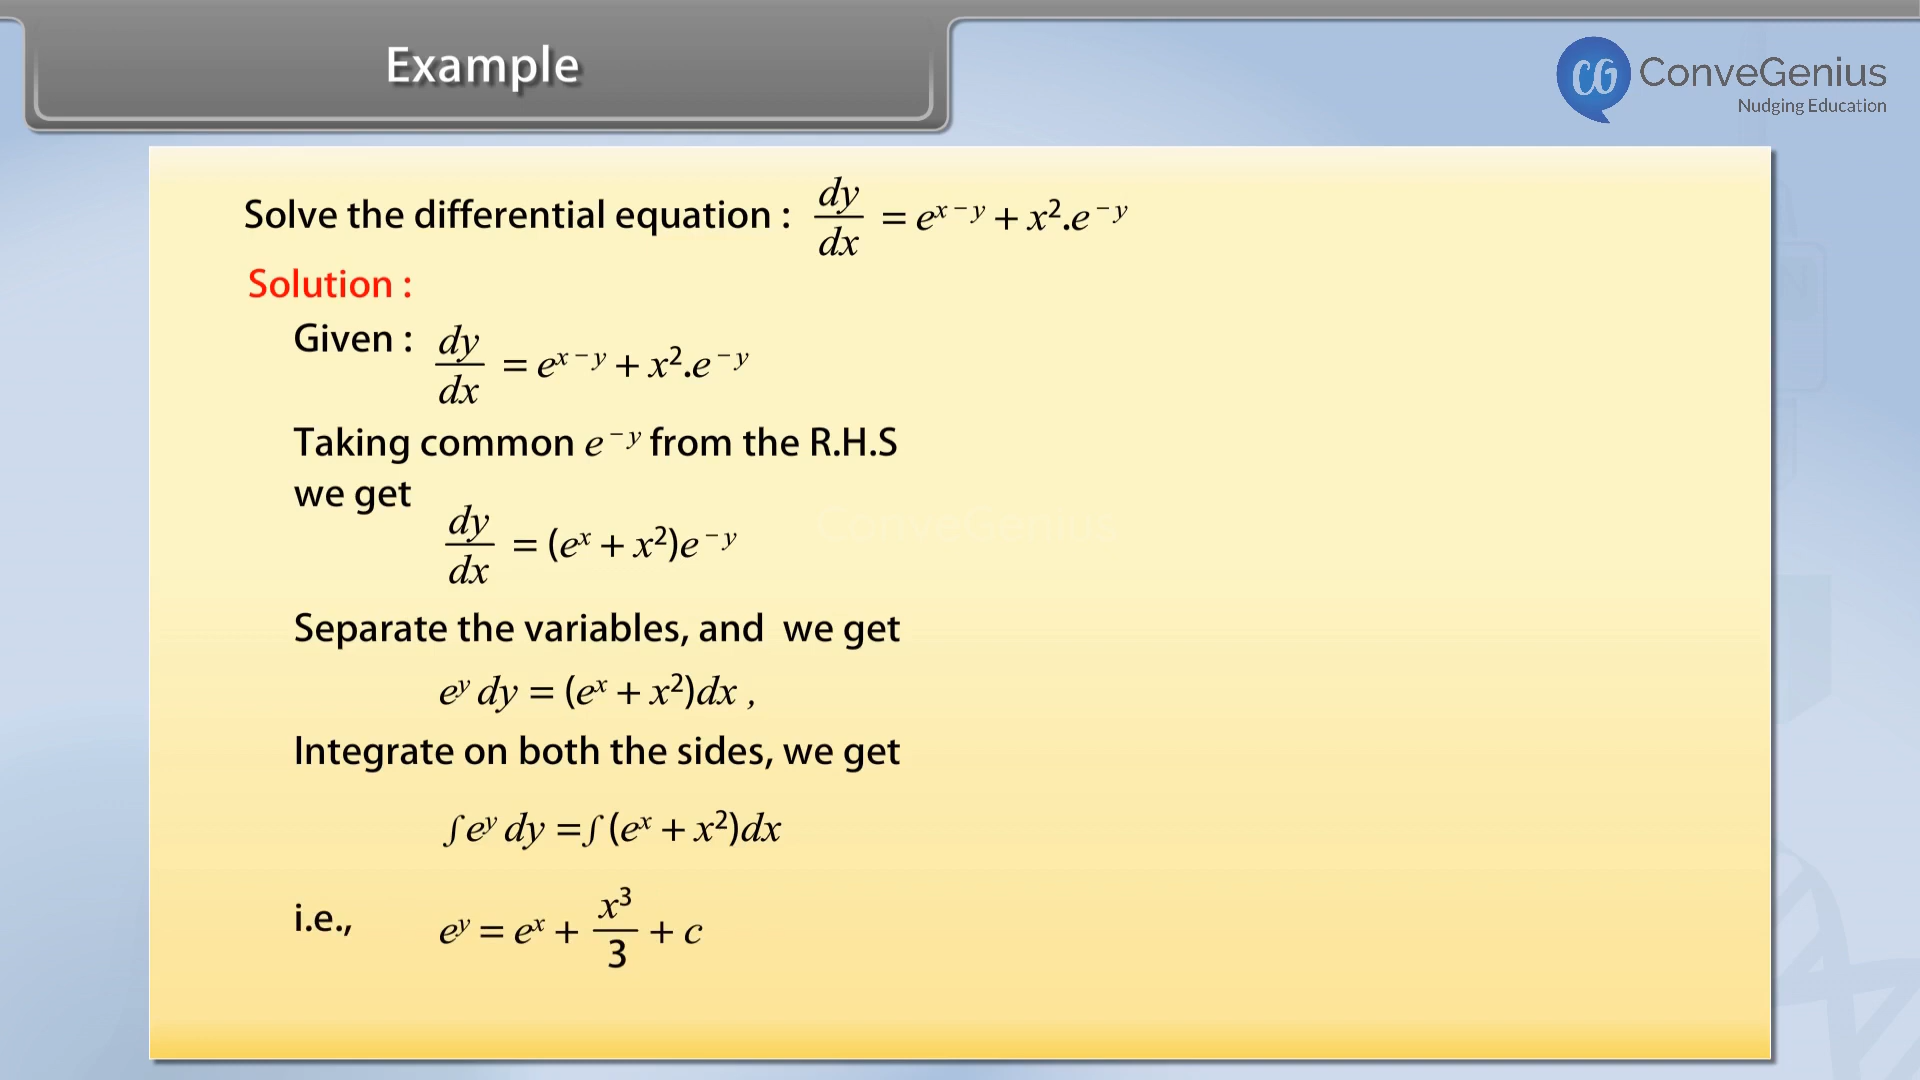 Example
CG ConveGenius
Nudging Education
Solve the differential equation : dy/dx = e^(x − y) + x².e^(− y)
Solution :
Given : dy/dx = e^(x − y) + x².e^(− y)
Taking common e^(− y) from the R.H.S
we get
dy/dx = (e^x + x²)e^(− y)
ConveGenius
Separate the variables, and we get
e^y dy = (e^x + x²)dx ,
Integrate on both the sides, we get
∫e^y dy =∫(e^x + x²)dx
i.e., e^y = e^x + x³/3 + c